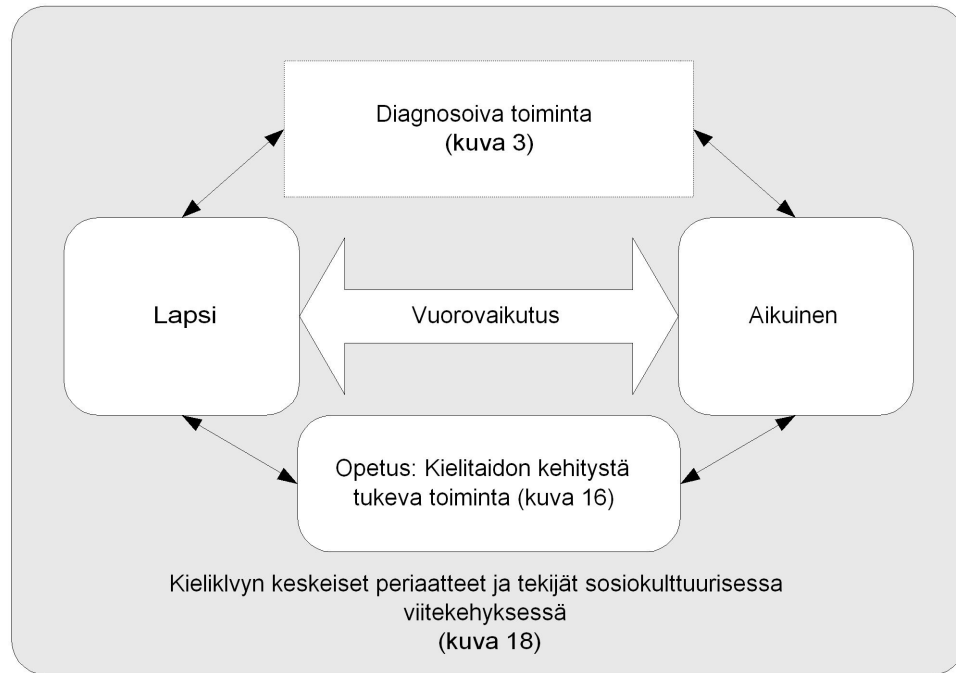 Diagnosoiva toiminta
(kuva 3)
Lapsi
Vuorovaikutus
Aikuinen
Opetus: Kielitaidon kehitystä
tukeva toiminta (kuva 16)
Kieliklvyn keskeiset periaatteet ja tekijät sosiokulttuurisessa
viitekehyksessä
(kuva 18)